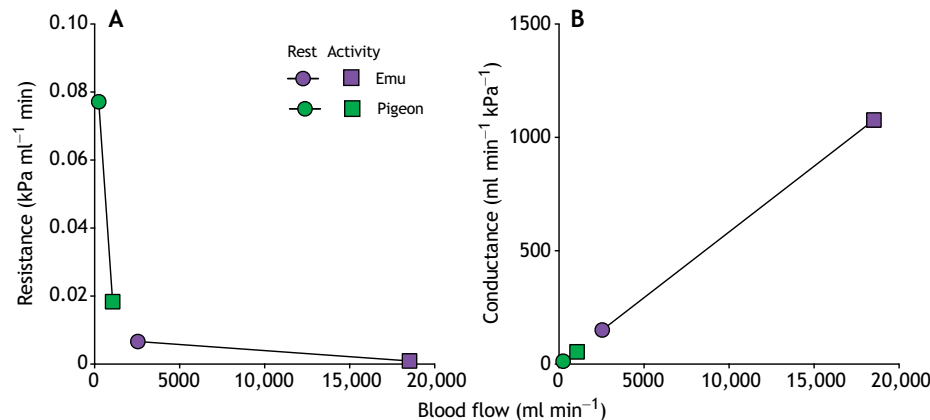 A
Resistance (kPa ml−1 min)
0.10
0.08
0.06
0.04
0.02
0
0 5000 10,000 15,000 20,000
Rest Activity
Emu
Pigeon
B
Conductance (ml min−1 kPa−1)
1500
1000
500
0
0 5000 10,000 15,000 20,000
Blood flow (ml min−1)